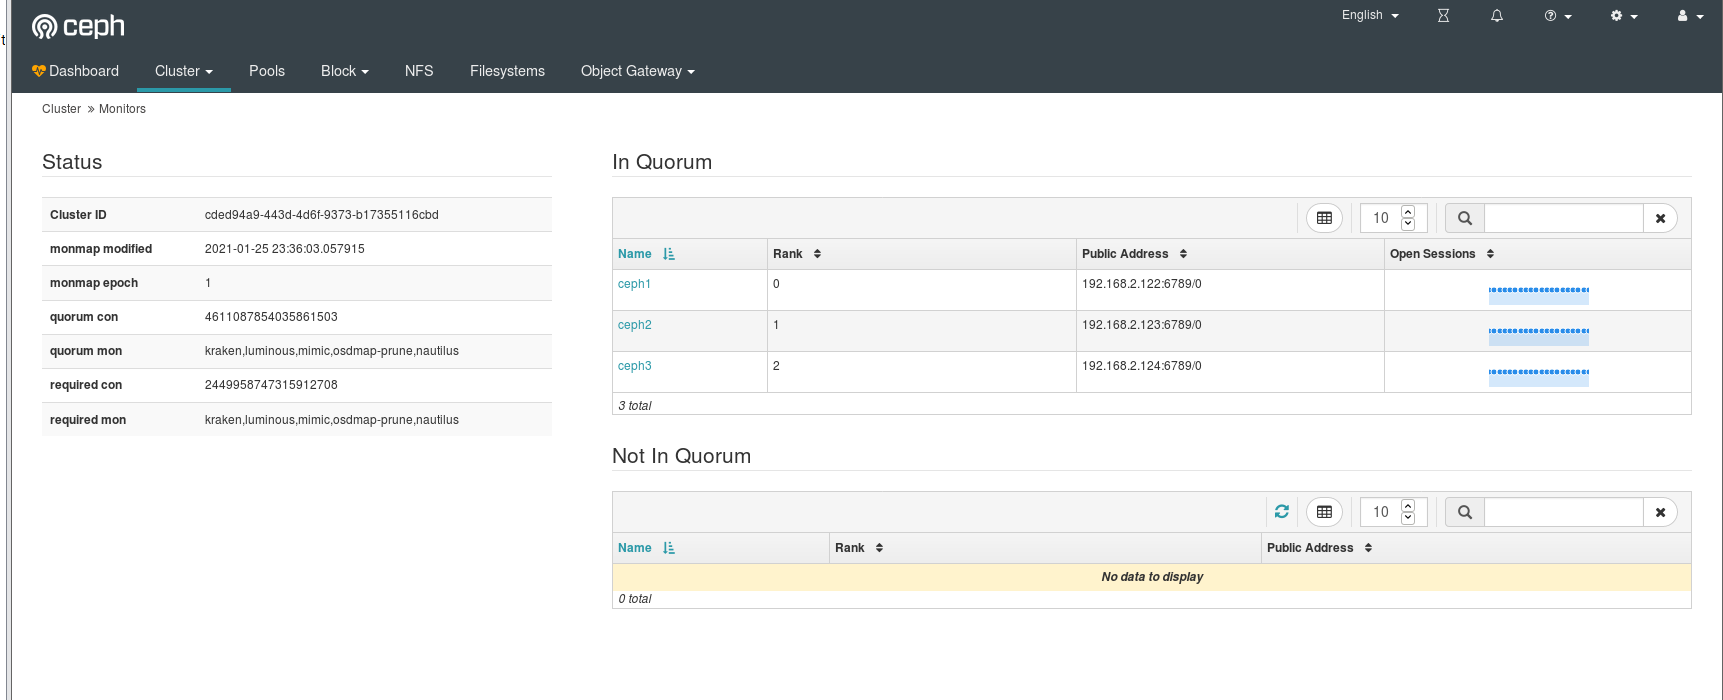 ceph
English
t
Dashboard Cluster Pools Block NFS Filesystems Object Gateway
Cluster » Monitors
Status
Cluster ID cded94a9-443d-4d6f-9373-b17355116cbd
monmap modified 2021-01-25 23:36:03.057915
monmap epoch 1
quorum con 4611087854035861503
quorum mon kraken,luminous,mimic,osdmap-prune,nautilus
required con 2449958747315912708
required mon kraken,luminous,mimic,osdmap-prune,nautilus
In Quorum
10
Name Rank Public Address Open Sessions
ceph1 0 192.168.2.122:6789/0
ceph2 1 192.168.2.123:6789/0
ceph3 2 192.168.2.124:6789/0
3 total
Not In Quorum
10
Name Rank Public Address
No data to display
0 total